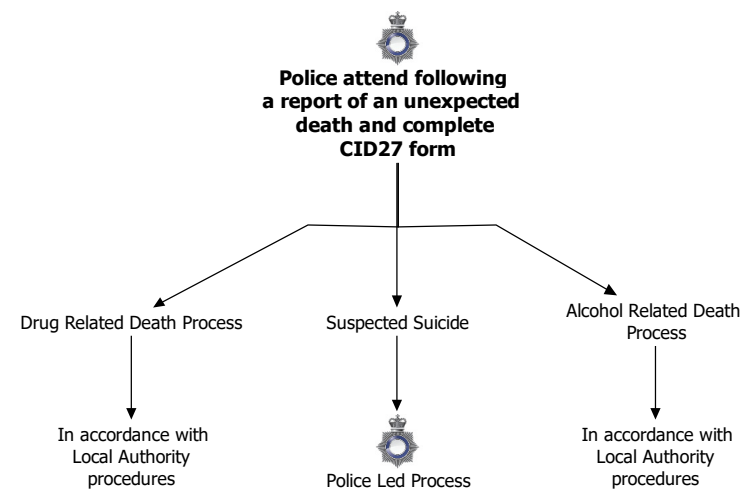 Police attend following
a report of an unexpected
death and complete
CID27 form
Drug Related Death Process
Suspected Suicide
Alcohol Related Death
Process
In accordance with
Local Authority
procedures
Police Led Process
In accordance with
Local Authority
procedures